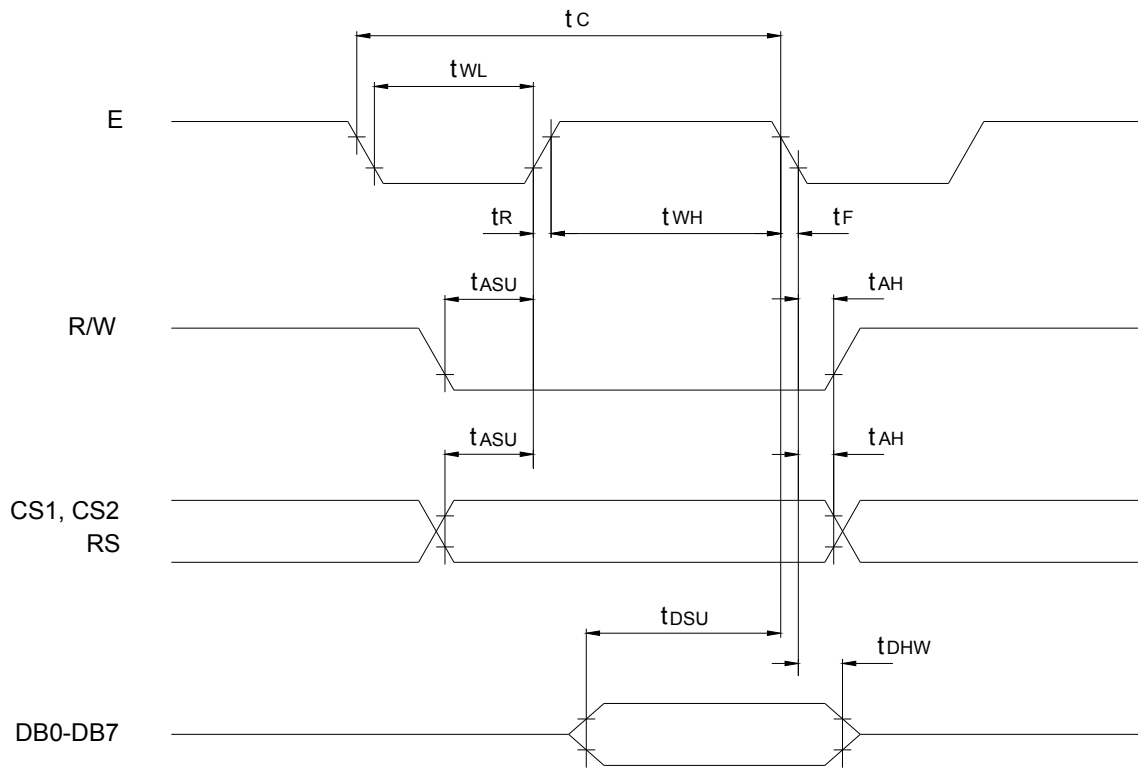 tC
tWL
E
tR
tWH
tF
tASU
tAH
R/W
tASU
tAH
CS1, CS2
RS
tDSU
tDHW
DB0-DB7